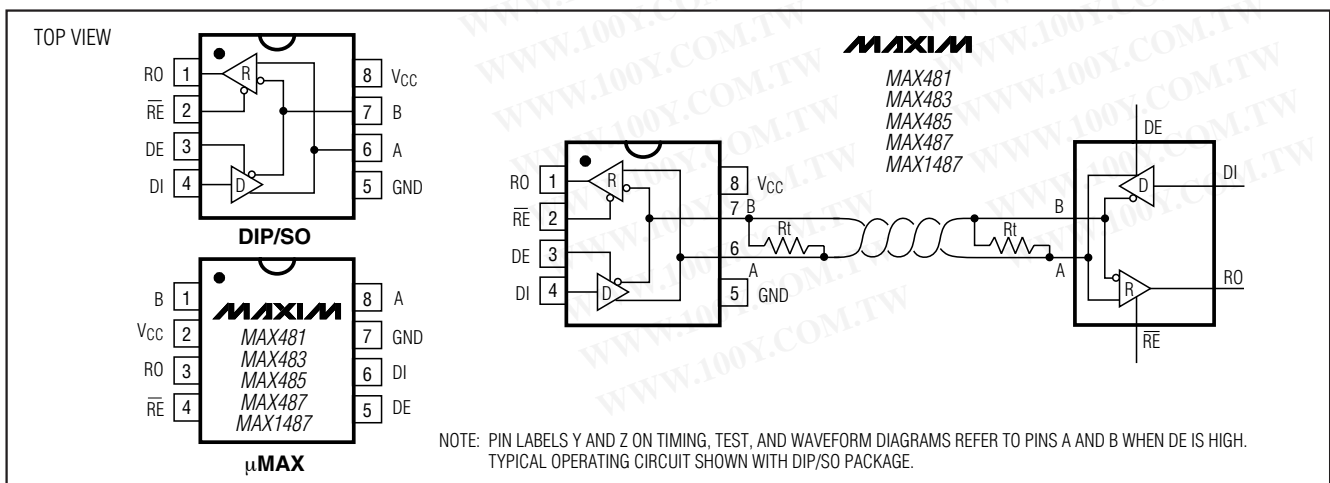 TOP VIEW
RO 1
R̅E̅ 2
DE 3
DI 4
8 VCC
7 B
6 A
5 GND
R
D
DIP/SO
B 1
VCC 2
RO 3
R̅E̅ 4
8 A
7 GND
6 DI
5 DE
MAXIM
MAX481
MAX483
MAX485
MAX487
MAX1487
μMAX
MAXIM
MAX481
MAX483
MAX485
MAX487
MAX1487
RO 1
R̅E̅ 2
DE 3
DI 4
R
D
8 VCC
7 B
6 A
5 GND
Rt
Rt
B
A
DE
D
DI
R
RO
R̅E̅
NOTE: PIN LABELS Y AND Z ON TIMING, TEST, AND WAVEFORM DIAGRAMS REFER TO PINS A AND B WHEN DE IS HIGH.
TYPICAL OPERATING CIRCUIT SHOWN WITH DIP/SO PACKAGE.
WWW.100Y.COM.TW